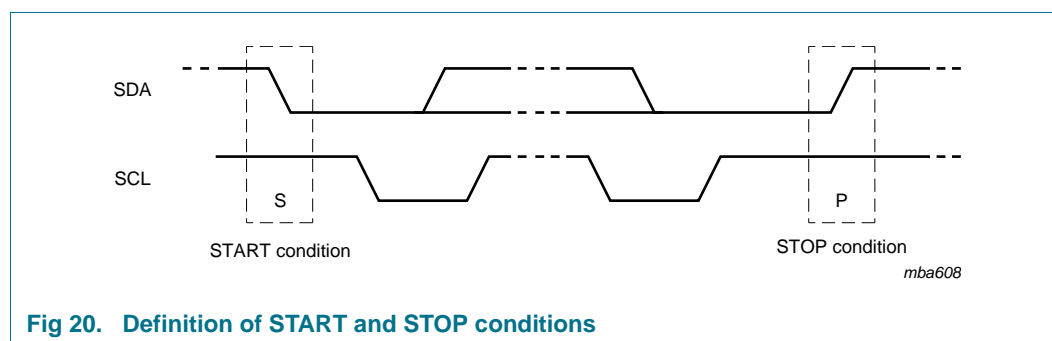 SDA
SCL
S
P
START condition
STOP condition
mba608
Fig 20. Definition of START and STOP conditions